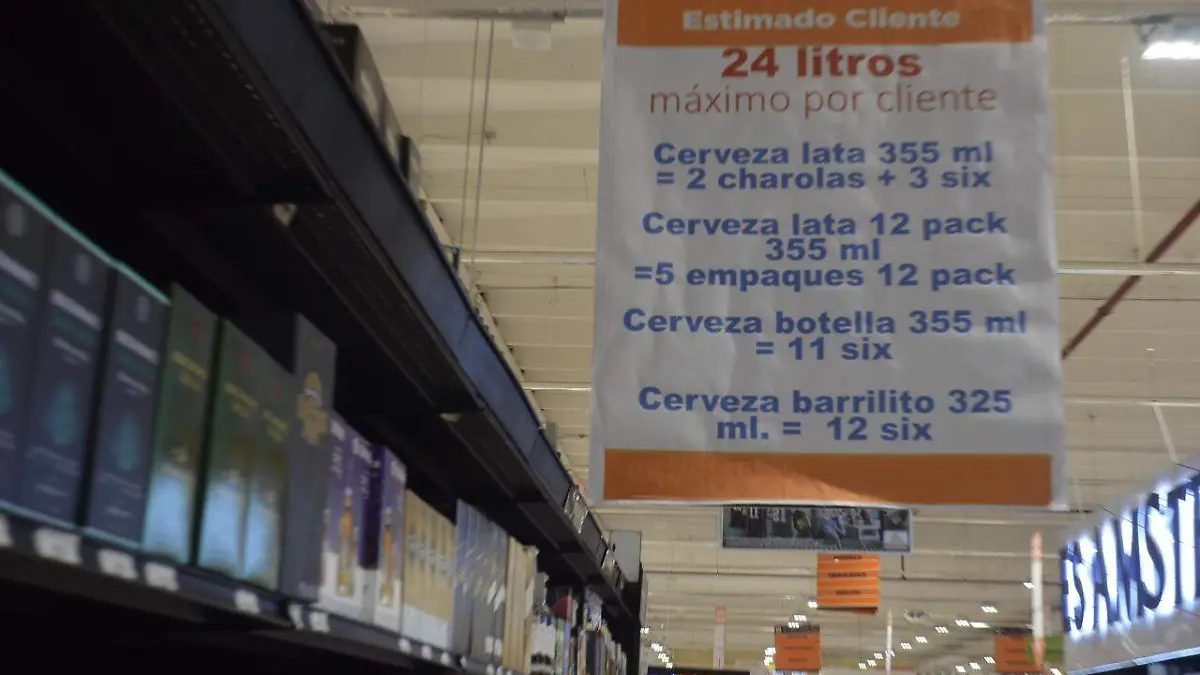 Estimado Cliente
24 litros
máximo por cliente
Cerveza lata 355 ml
= 2 charolas + 3 six
Cerveza lata 12 pack
355 ml
=5 empaques 12 pack
Cerveza botella 355 ml
= 11 six
Cerveza barrilito 325
ml. = 12 six